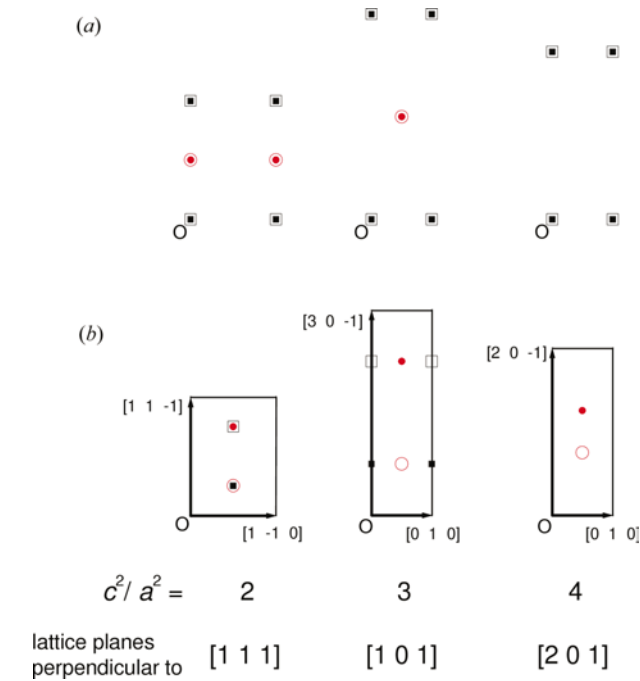 (a)
O O O
(b)
[3 0 -1]
[2 0 -1]
[1 1 -1]
O O O
[1 -1 0] [0 1 0] [0 1 0]
c²/ a² = 2 3 4
lattice planes
perpendicular to [1 1 1] [1 0 1] [2 0 1]